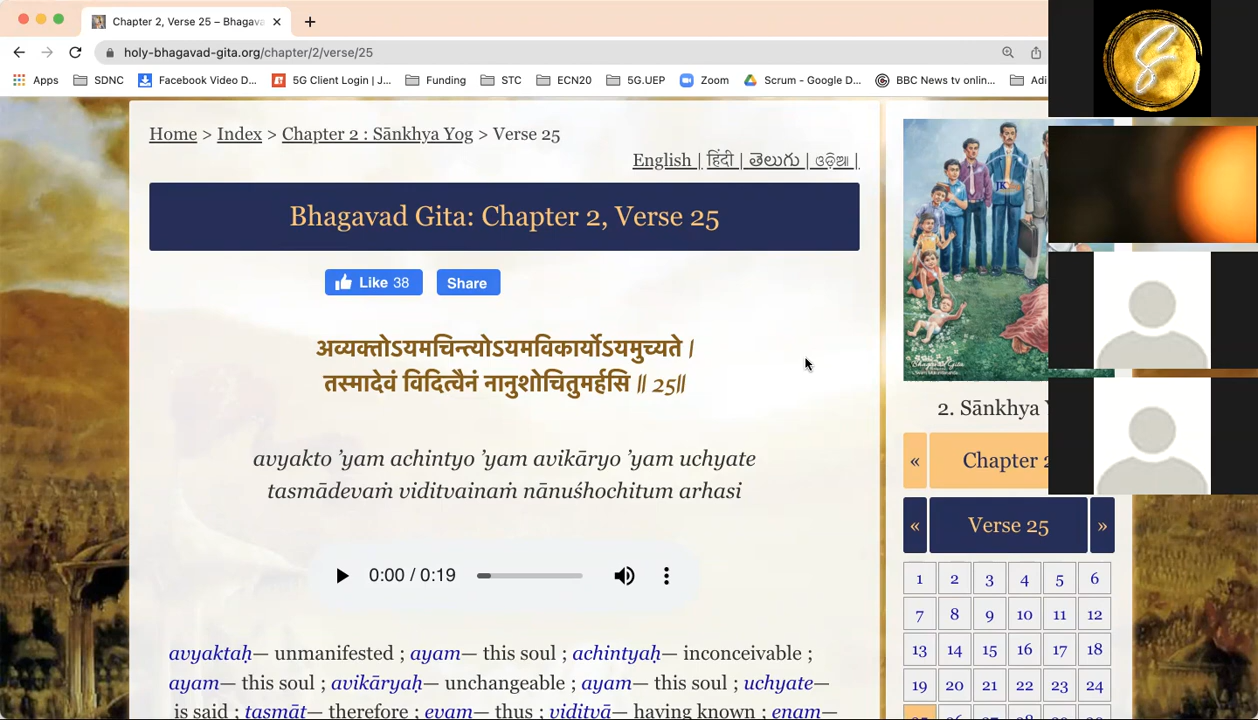 Chapter 2, Verse 25 – Bhagava
holy-bhagavad-gita.org/chapter/2/verse/25
Apps SDNC Facebook Video D... 5G Client Login | J... Funding STC ECN20 5G.UEP Zoom Scrum - Google D... BBC News tv onlin... Adi
Home > Index > Chapter 2 : Sānkhya Yog > Verse 25
English | हिंदी | తెలుగు | ଓଡ଼ିଆ |
Bhagavad Gita: Chapter 2, Verse 25
Like 38 Share
अव्यक्तोऽयमचिन्त्योऽयमविकार्योऽयमुच्यते |
तस्मादेवं विदित्वैनं नानुशोचितुमर्हसि || 25||
avyakto ’yam achintyo ’yam avikāryo ’yam uchyate
tasmādevaṁ viditvainaṁ nānuśhochitum arhasi
0:00 / 0:19
avyaktaḥ— unmanifested ; ayam— this soul ; achintyaḥ— inconceivable ;
ayam— this soul ; avikāryaḥ— unchangeable ; ayam— this soul ; uchyate—
is said ; tasmāt— therefore ; evam— thus ; viditvā— having known ; enam—
JK
2. Sānkhya
« Chapter 2
« Verse 25 »
1 2 3 4 5 6
7 8 9 10 11 12
13 14 15 16 17 18
19 20 21 22 23 24